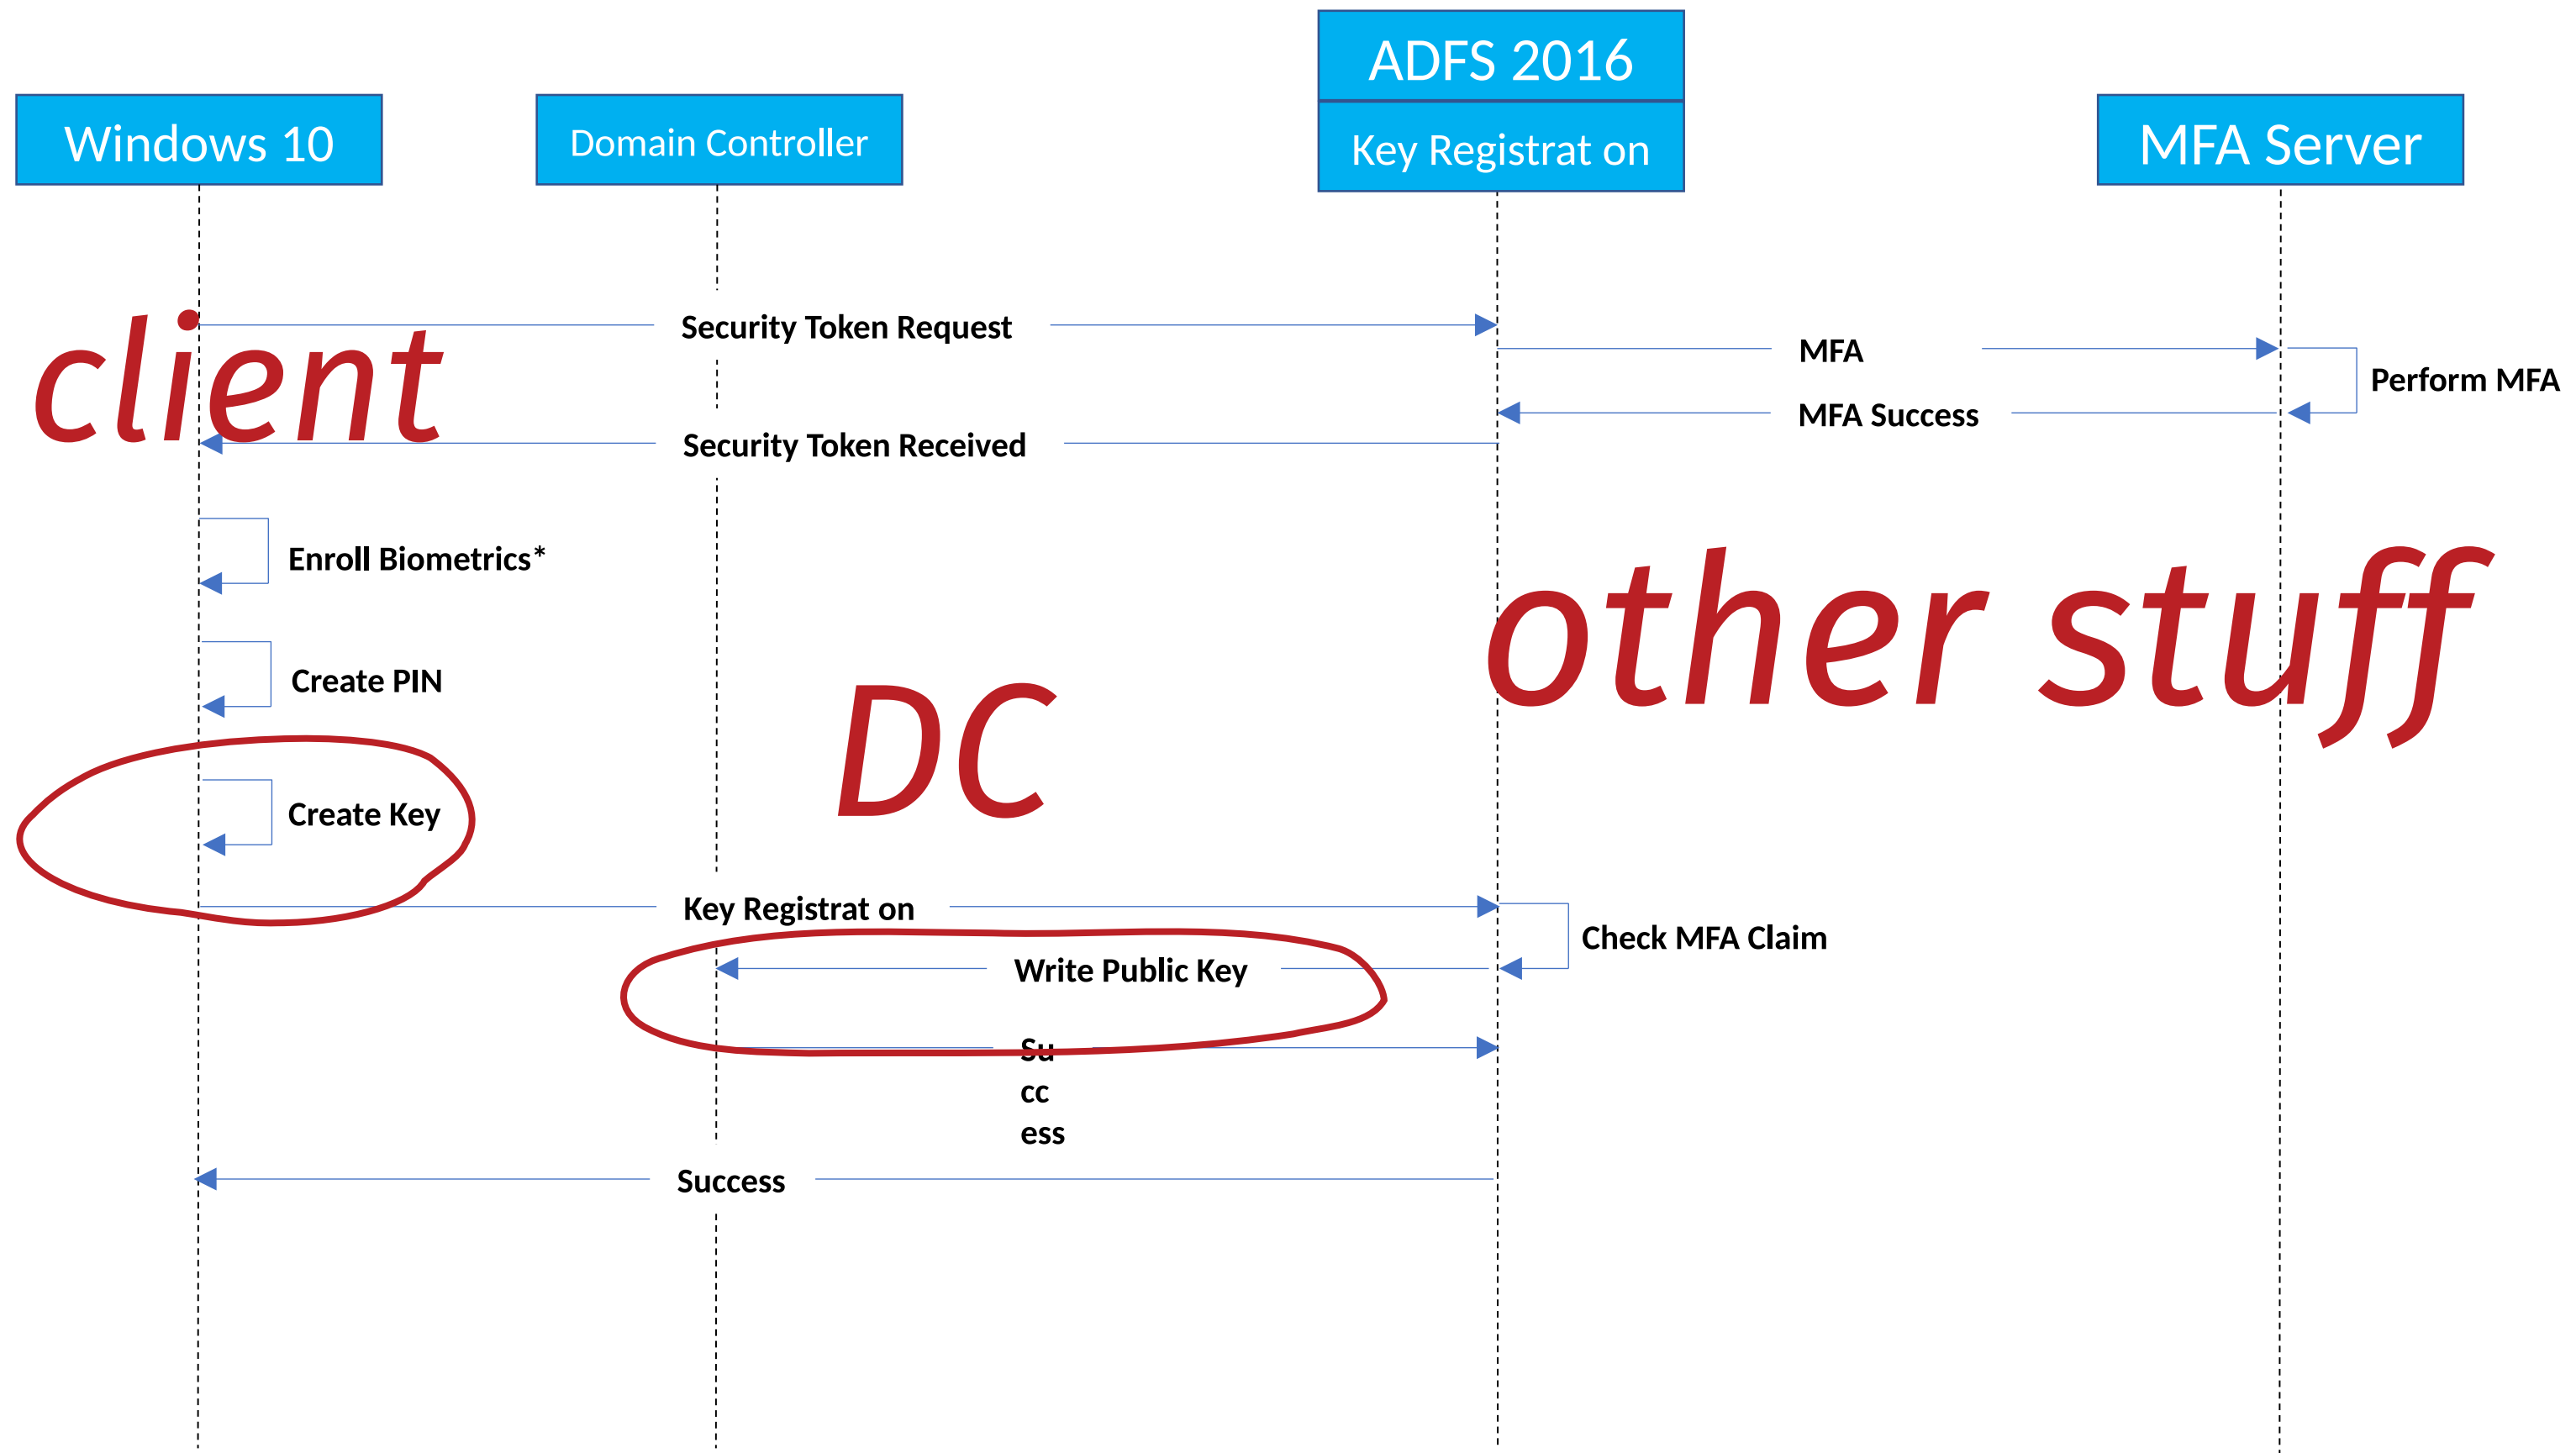 ADFS 2016
Windows 10
Domain Controller
Key Registrat on
MFA Server
client
Security Token Request
MFA
Perform MFA
MFA Success
Security Token Received
Enroll Biometrics*
other stuff
Create PIN
DC
Create Key
Key Registrat on
Check MFA Claim
Write Public Key
Su
cc
ess
Success